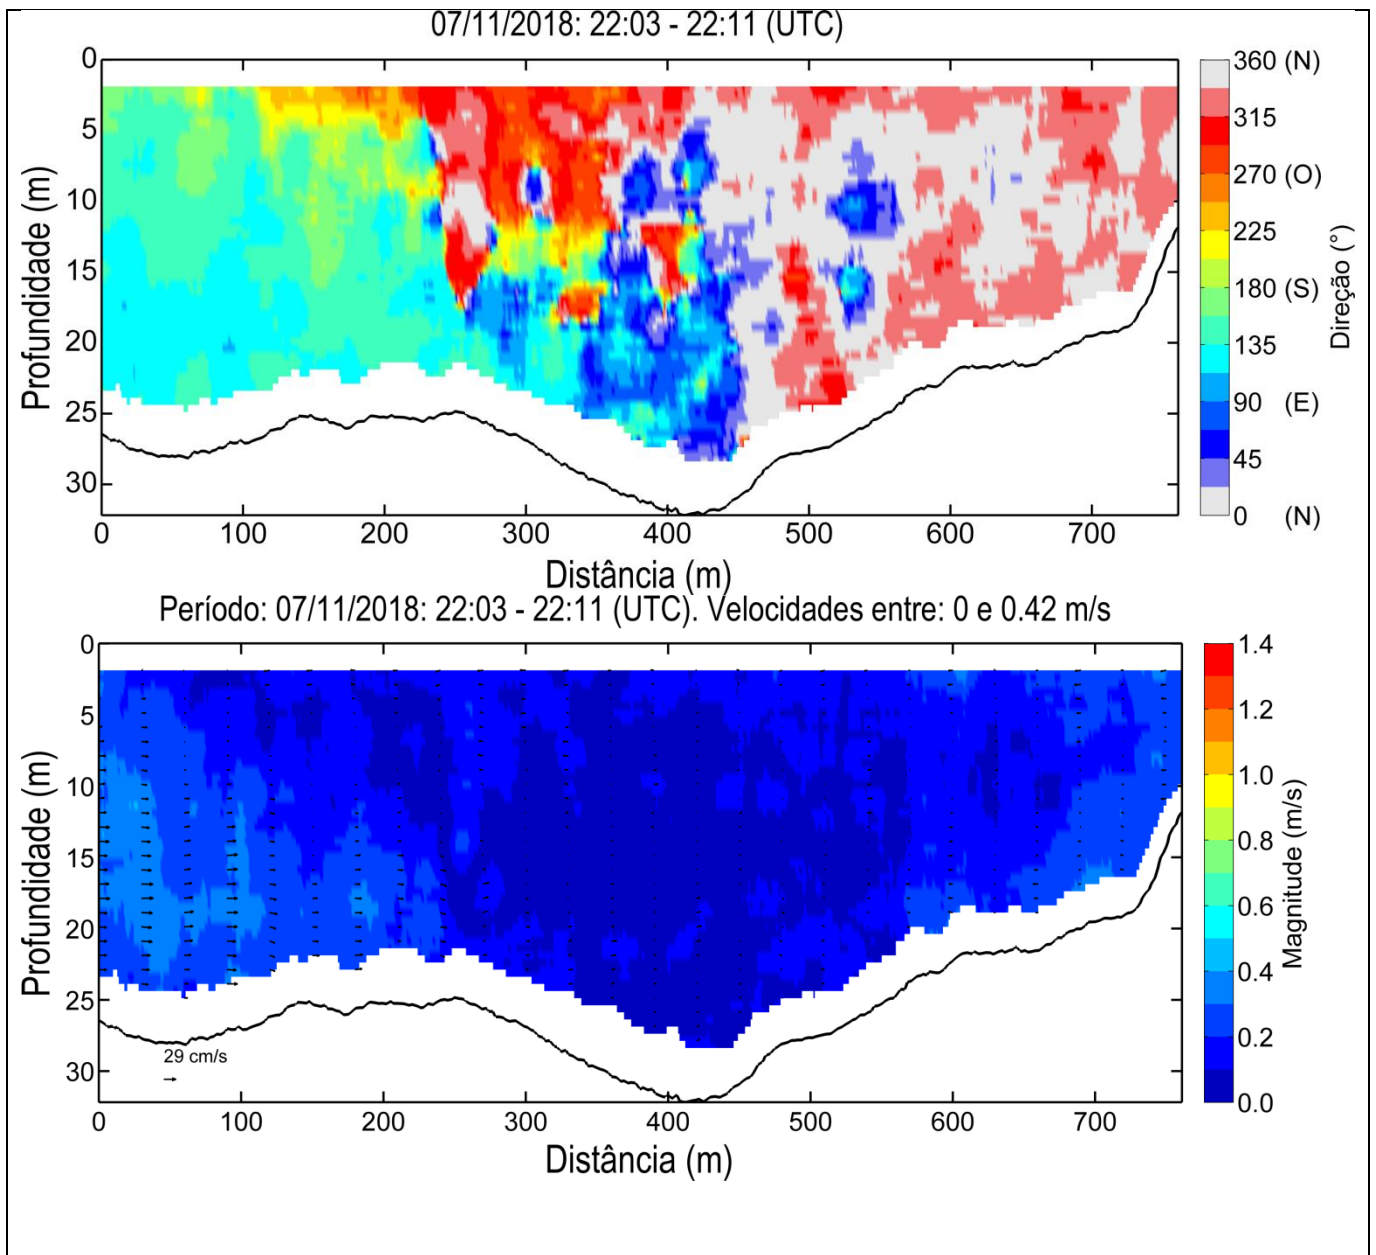 07/11/2018: 22:03 - 22:11 (UTC)
0
5
10
15
20
25
30
Profundidade (m)
0 100 200 300 400 500 600 700
Distância (m)
360 (N)
315
270 (O)
225
180 (S)
135
90 (E)
45
0 (N)
Direção (°)
Período: 07/11/2018: 22:03 - 22:11 (UTC). Velocidades entre: 0 e 0.42 m/s
0
5
10
15
20
25
30
Profundidade (m)
29 cm/s
0 100 200 300 400 500 600 700
Distância (m)
1.4
1.2
1.0
0.8
0.6
0.4
0.2
0.0
Magnitude (m/s)